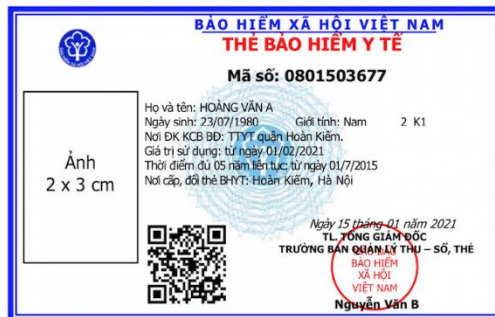 BẢO HIỂM XÃ HỘI VIỆT NAM
THẺ BẢO HIỂM Y TẾ
Mã số: 0801503677
Họ và tên: HOÀNG VĂN A
Ngày sinh: 23/07/1980 Giới tính: Nam 2 K1
Nơi ĐK KCB BĐ: TTYT quận Hoàn Kiếm.
Giá trị sử dụng: từ ngày 01/02/2021
Thời điểm đủ 05 năm liên tục: từ ngày 01/7/2015
Nơi cấp, đổi thẻ BHYT: Hoàn Kiếm, Hà Nội
Ảnh
2 x 3 cm
Ngày 15 tháng 01 năm 2021
TL. TỔNG GIÁM ĐỐC
TRƯỞNG BAN QUẢN LÝ THU – SỔ, THẺ
BẢO HIỂM
XÃ HỘI
VIỆT NAM
Nguyễn Văn B